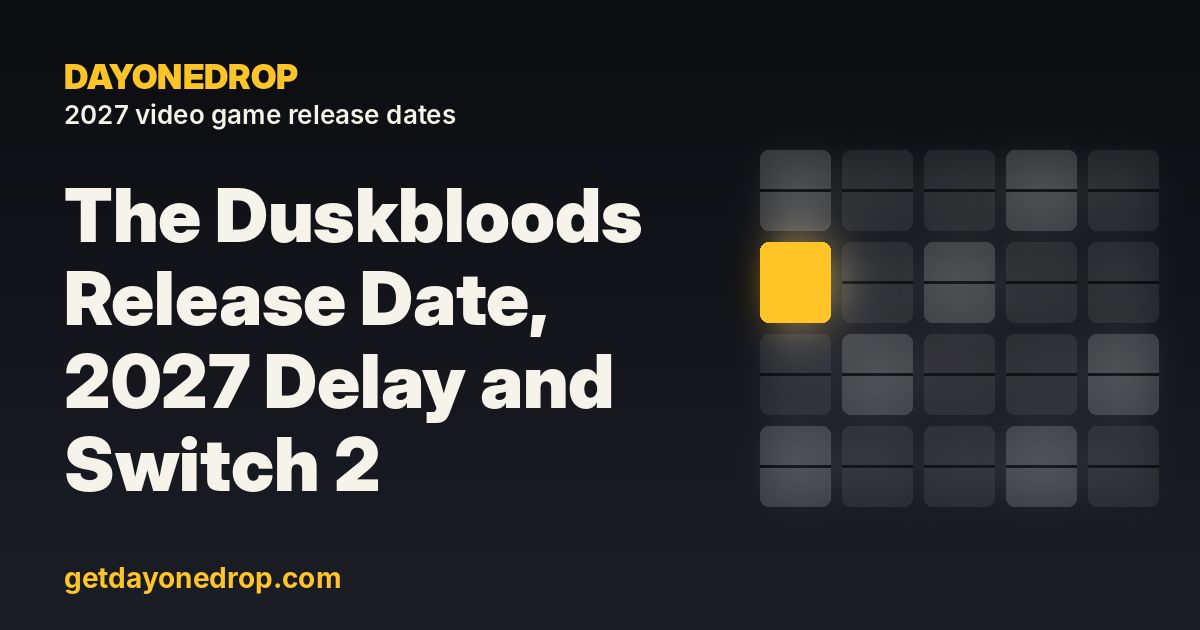 DAYONEDROP
2027 video game release dates
The Duskbloods
Release Date,
2027 Delay and
Switch 2
getdayonedrop.com